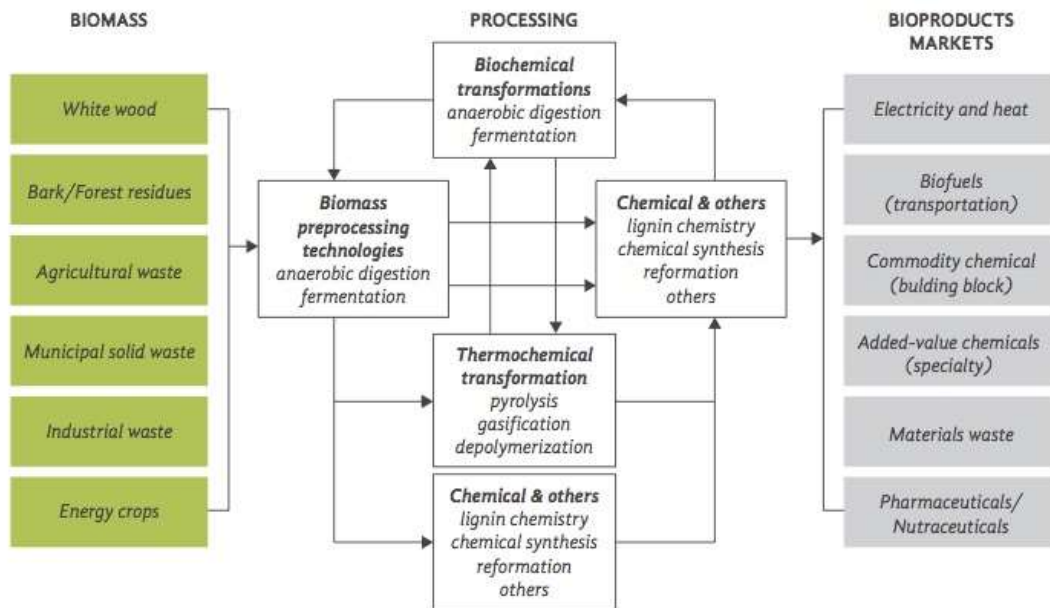 BIOMASS
White wood
Bark/Forest residues
Agricultural waste
Municipal solid waste
Industrial waste
Energy crops
PROCESSING
Biochemical
transformations
anaerobic digestion
fermentation
Biomass
preprocessing
technologies
anaerobic digestion
fermentation
Chemical & others
lignin chemistry
chemical synthesis
reformation
others
Thermochemical
transformation
pyrolysis
gasification
depolymerization
Chemical & others
lignin chemistry
chemical synthesis
reformation
others
BIOPRODUCTS
MARKETS
Electricity and heat
Biofuels
(transportation)
Commodity chemical
(bulding block)
Added-value chemicals
(specialty)
Materials waste
Pharmaceuticals/
Nutraceuticals